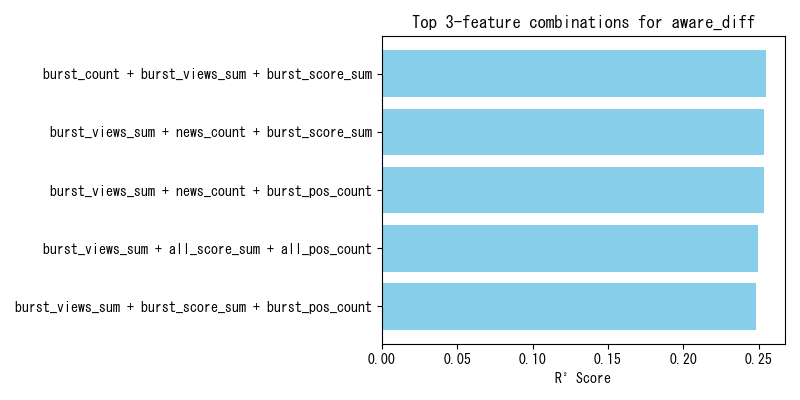 Top 3-feature combinations for aware_diff
burst_count + burst_views_sum + burst_score_sum
burst_views_sum + news_count + burst_score_sum
burst_views_sum + news_count + burst_pos_count
burst_views_sum + all_score_sum + all_pos_count
burst_views_sum + burst_score_sum + burst_pos_count
0.00 0.05 0.10 0.15 0.20 0.25
R² Score